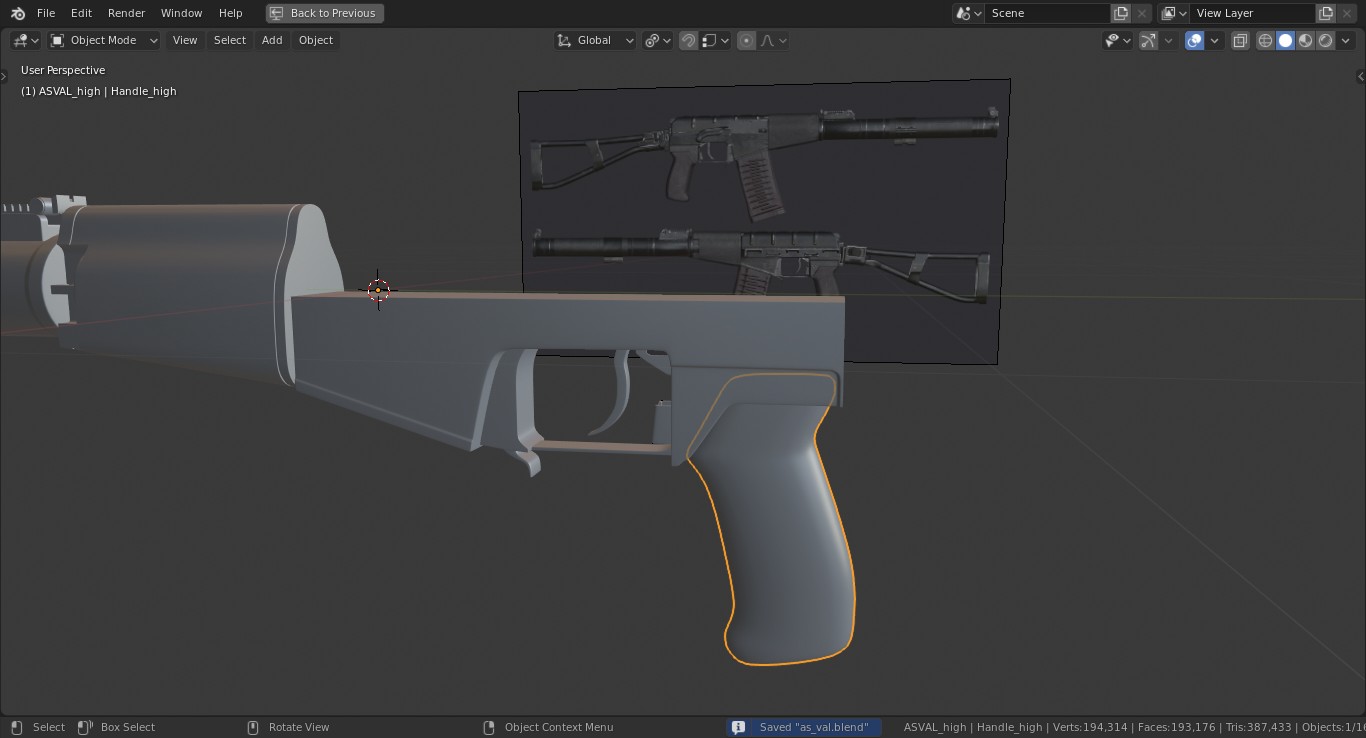 File Edit Render Window Help Back to Previous Scene View Layer
Object Mode View Select Add Object Global
User Perspective
(1) ASVAL_high | Handle_high
Select Box Select Rotate View Object Context Menu Saved "as_val.blend" ASVAL_high | Handle_high | Verts:194,314 | Faces:193,176 | Tris:387,433 | Objects:1/1